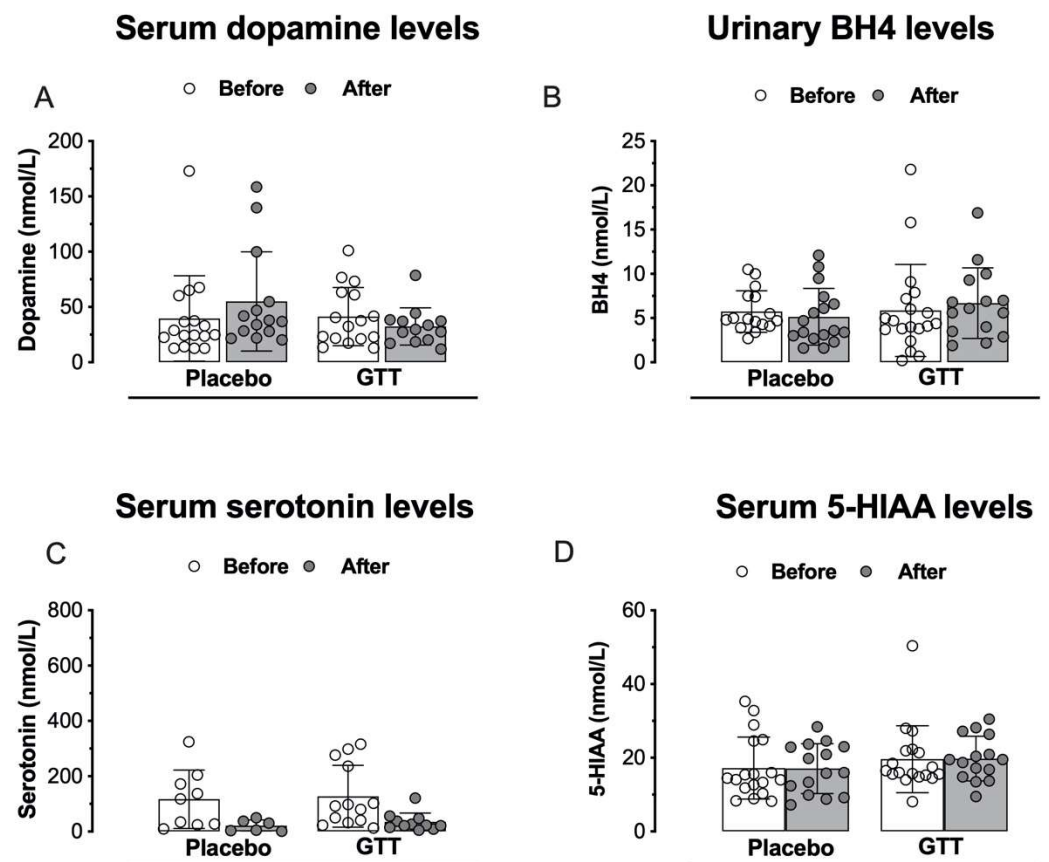 Serum dopamine levels
A
Before After
Dopamine (nmol/L)
200
150
100
50
0
Placebo GTT
Urinary BH4 levels
B
Before After
BH4 (nmol/L)
25
20
15
10
5
0
Placebo GTT
Serum serotonin levels
C
Before After
Serotonin (nmol/L)
800
600
400
200
0
Placebo GTT
Serum 5-HIAA levels
D
Before After
5-HIAA (nmol/L)
60
40
20
0
Placebo GTT